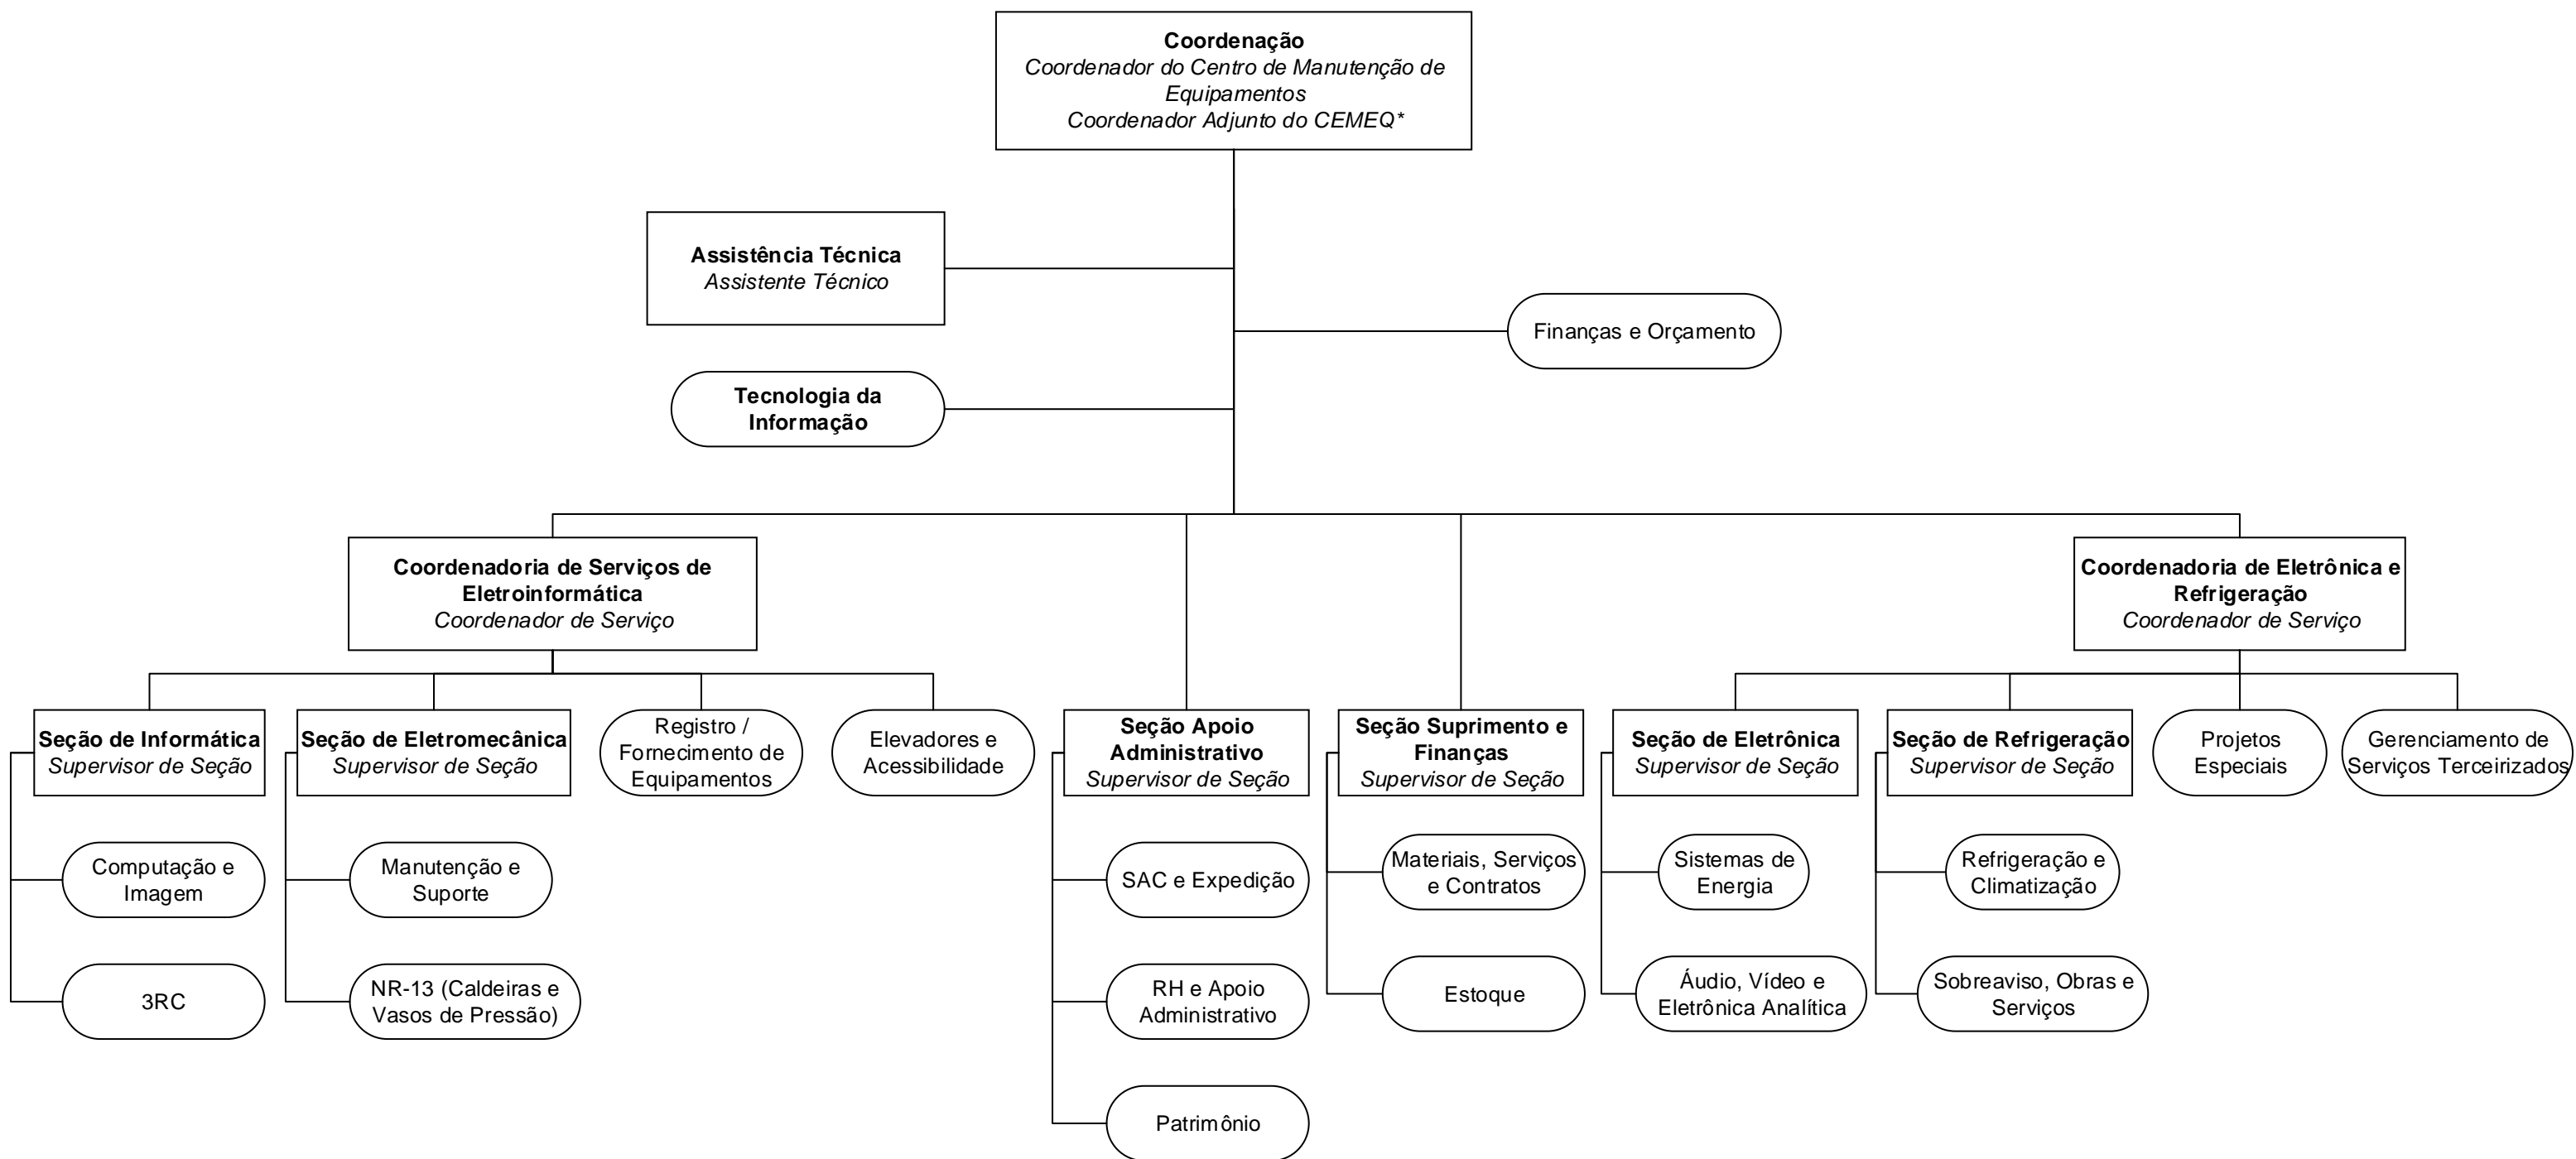 Coordenação
Coordenador do Centro de Manutenção de
Equipamentos
Coordenador Adjunto do CEMEQ*
Assistência Técnica
Assistente Técnico
Finanças e Orçamento
Tecnologia da
Informação
Coordenadoria de Serviços de
Eletroinformática
Coordenador de Serviço
Coordenadoria de Eletrônica e
Refrigeração
Coordenador de Serviço
Seção de Informática
Supervisor de Seção
Seção de Eletromecânica
Supervisor de Seção
Registro /
Fornecimento de
Equipamentos
Elevadores e
Acessibilidade
Seção Apoio
Administrativo
Supervisor de Seção
Seção Suprimento e
Finanças
Supervisor de Seção
Seção de Eletrônica
Supervisor de Seção
Seção de Refrigeração
Supervisor de Seção
Projetos
Especiais
Gerenciamento de
Serviços Terceirizados
Computação e
Imagem
Manutenção e
Suporte
SAC e Expedição
Materiais, Serviços
e Contratos
Sistemas de
Energia
Refrigeração e
Climatização
3RC
NR-13 (Caldeiras e
Vasos de Pressão)
RH e Apoio
Administrativo
Estoque
Áudio, Vídeo e
Eletrônica Analítica
Sobreaviso, Obras e
Serviços
Patrimônio